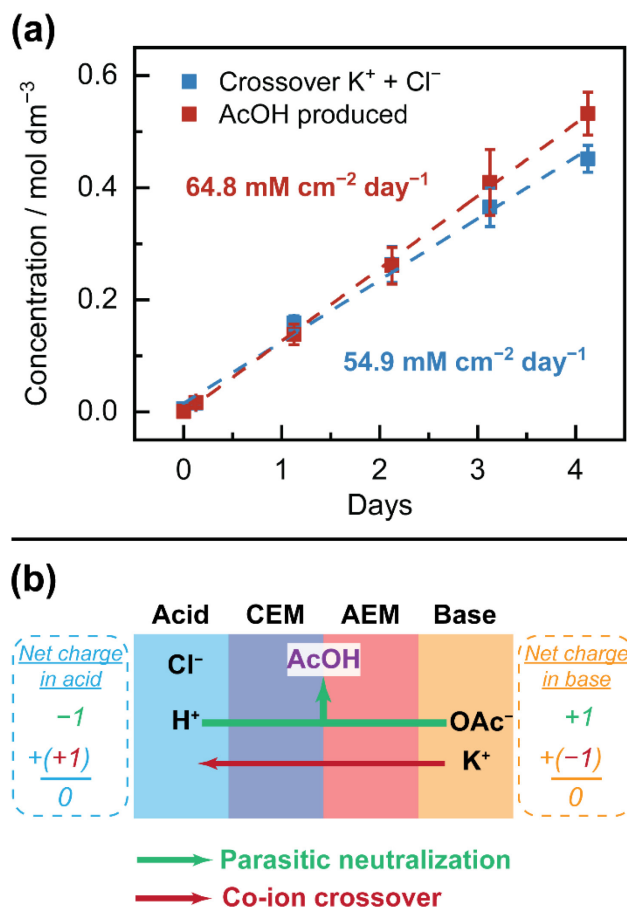 (a)
Concentration / mol dm⁻³
0.6
0.4
0.2
0.0
Crossover K⁺ + Cl⁻
AcOH produced
64.8 mM cm⁻² day⁻¹
54.9 mM cm⁻² day⁻¹
0 1 2 3 4
Days
(b)
Acid CEM AEM Base
Net charge
in acid
−1
+(+1)
0
Cl⁻
AcOH
H⁺
OAc⁻
K⁺
Net charge
in base
+1
+(−1)
0
Parasitic neutralization
Co-ion crossover